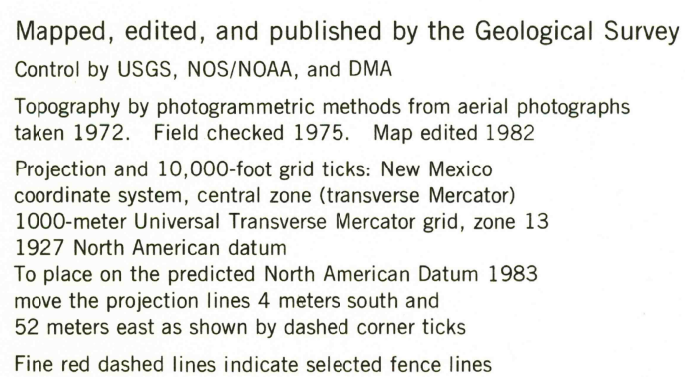 Mapped, edited, and published by the Geological Survey
Control by USGS, NOS/NOAA, and DMA
Topography by photogrammetric methods from aerial photographs
taken 1972. Field checked 1975. Map edited 1982
Projection and 10,000-foot grid ticks: New Mexico
coordinate system, central zone (transverse Mercator)
1000-meter Universal Transverse Mercator grid, zone 13
1927 North American datum
To place on the predicted North American Datum 1983
move the projection lines 4 meters south and
52 meters east as shown by dashed corner ticks
Fine red dashed lines indicate selected fence lines